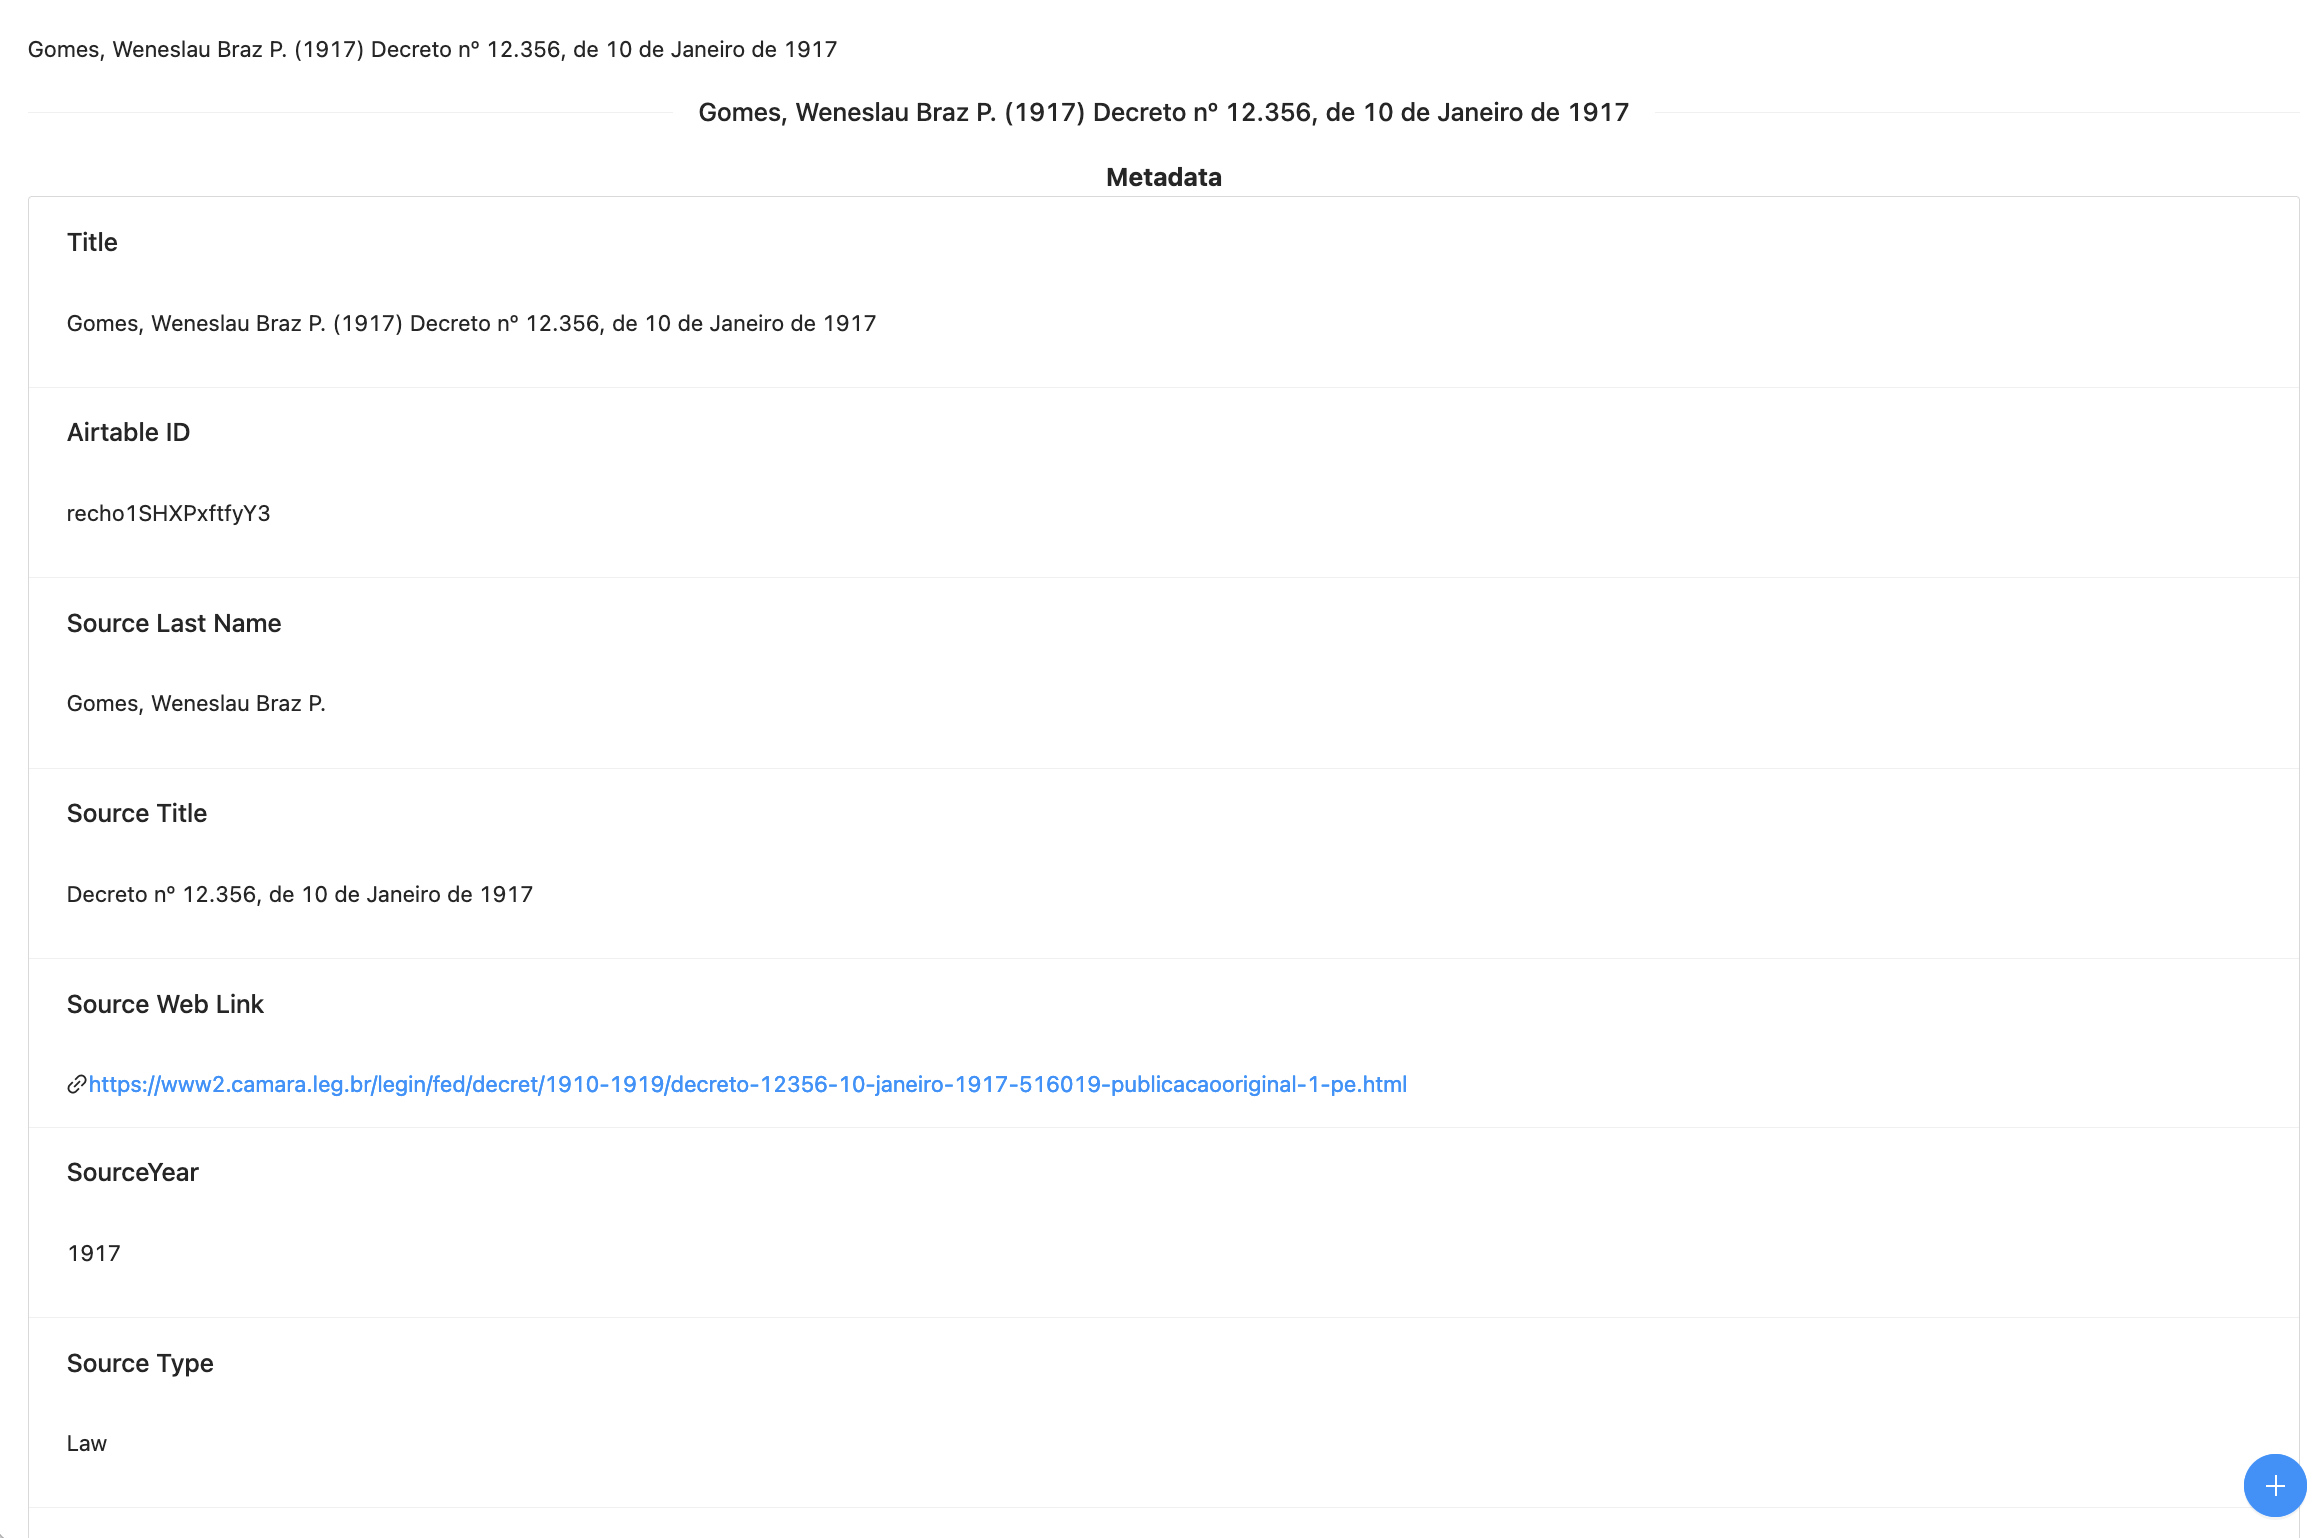 Gomes, Weneslau Braz P. (1917) Decreto nº 12.356, de 10 de Janeiro de 1917
Gomes, Weneslau Braz P. (1917) Decreto nº 12.356, de 10 de Janeiro de 1917
Metadata
Title
Gomes, Weneslau Braz P. (1917) Decreto nº 12.356, de 10 de Janeiro de 1917
Airtable ID
recho1SHXPxftfyY3
Source Last Name
Gomes, Weneslau Braz P.
Source Title
Decreto nº 12.356, de 10 de Janeiro de 1917
Source Web Link
https://www2.camara.leg.br/legin/fed/decret/1910-1919/decreto-12356-10-janeiro-1917-516019-publicacaooriginal-1-pe.html
SourceYear
1917
Source Type
Law